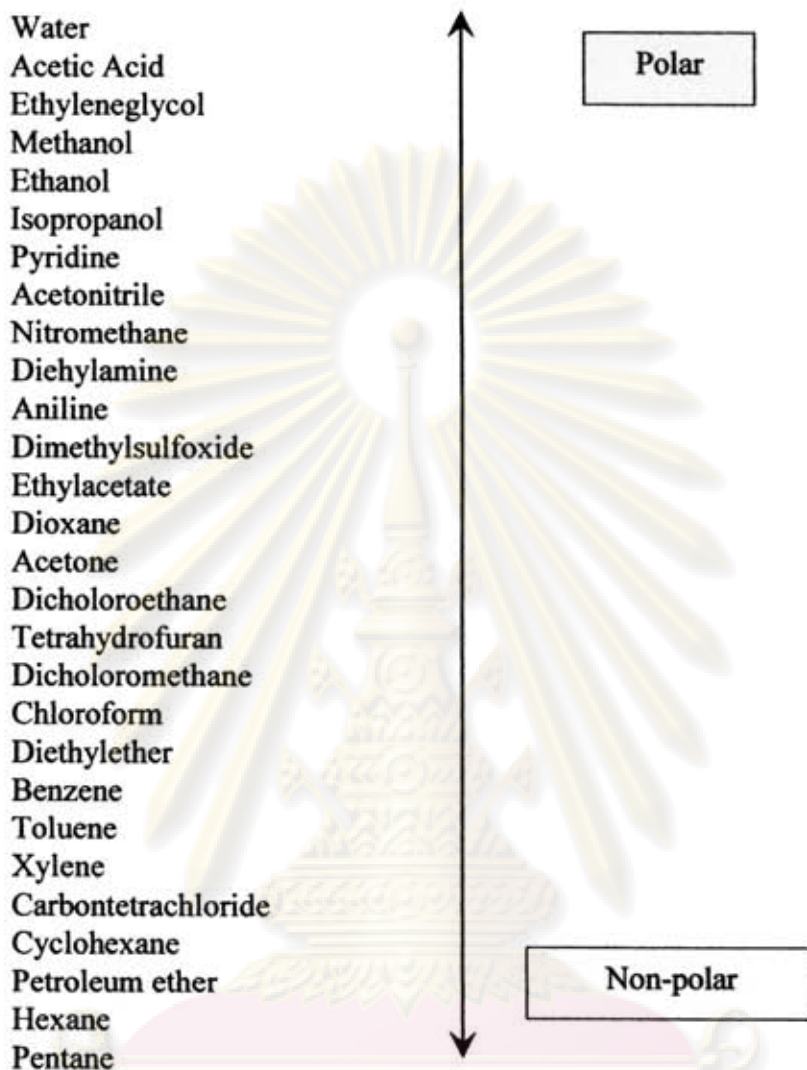 Water
Polar
Acetic Acid
Ethyleneglycol
Methanol
Ethanol
Isopropanol
Pyridine
Acetonitrile
Nitromethane
Diehylamine
Aniline
Dimethylsulfoxide
Ethylacetate
Dioxane
Acetone
Dicholoroethane
Tetrahydrofuran
Dicholoromethane
Chloroform
Diethylether
Benzene
Toluene
Xylene
Carbontetrachloride
Cyclohexane
Petroleum ether
Non-polar
Hexane
Pentane